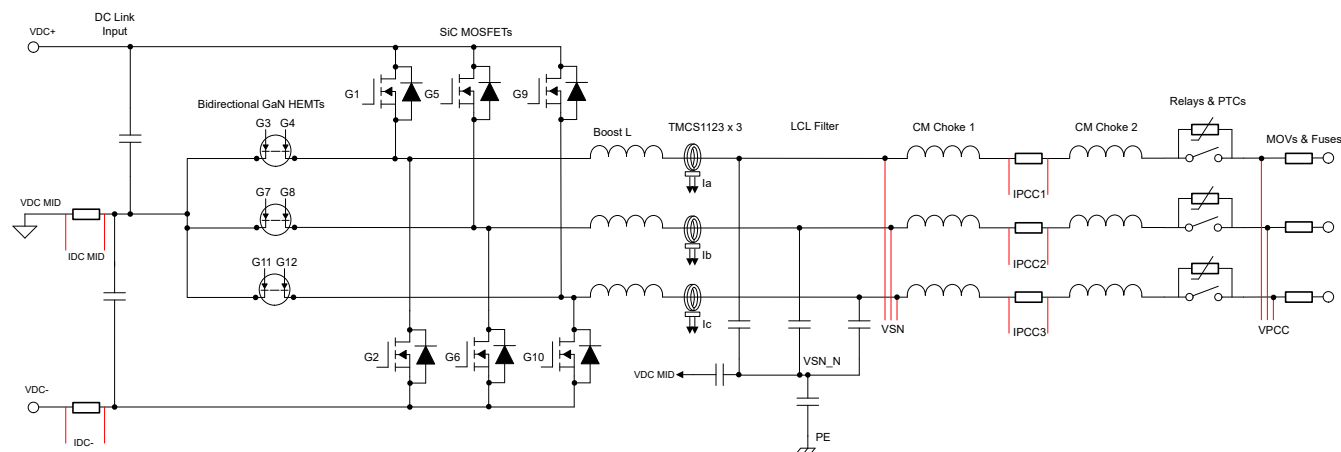 DC Link
Input
VDC+
SiC MOSFETs
G1
G5
G9
Bidirectional GaN HEMTs
G3 G4
Boost L
TMCS1123 x 3
LCL Filter
CM Choke 1
CM Choke 2
Relays & PTCs
MOVs & Fuses
Ia
IPCC1
VDC MID
G7 G8
IDC MID
Ib
IPCC2
G11 G12
Ic
IPCC3
VSN
VPCC
G2
G6
G10
VSN_N
VDC MID
VDC-
IDC-
PE